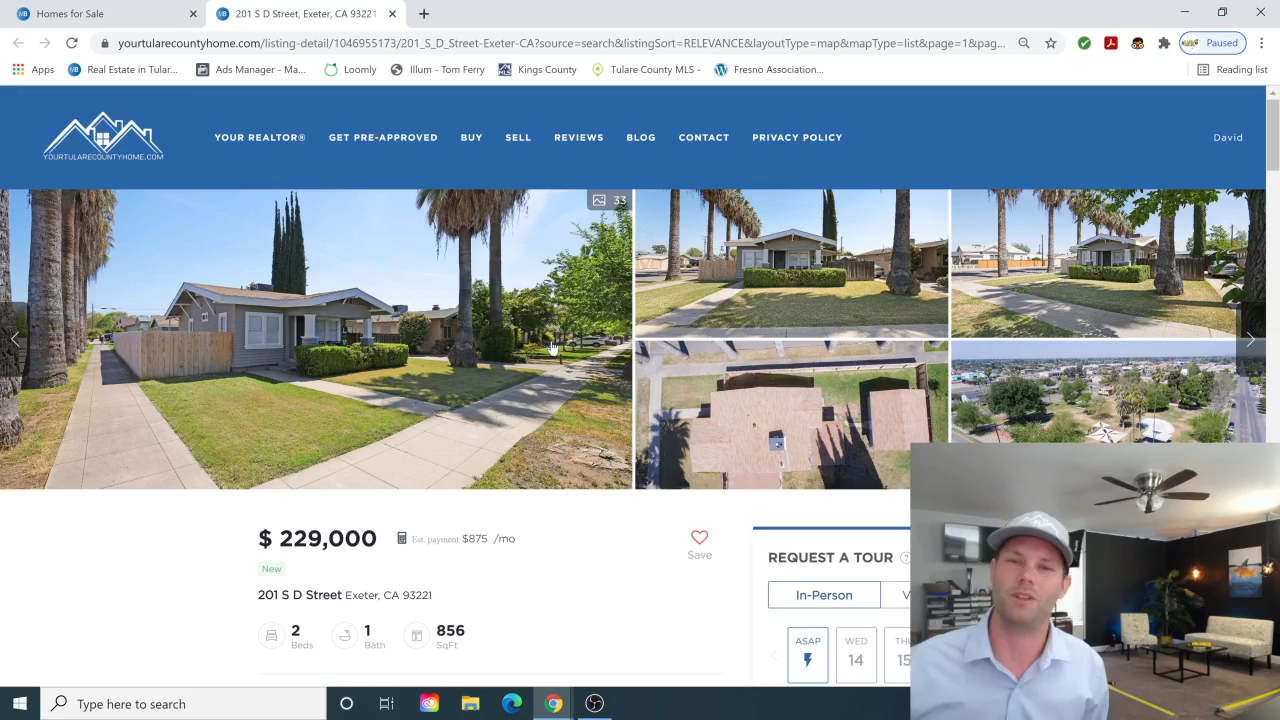 Homes for Sale
201 S D Street, Exeter, CA 93221
yourtularecountyhome.com/listing-detail/1046955173/201_S_D_Street-Exeter-CA?source=search&listingSort=RELEVANCE&layoutType=map&mapType=list&page=1&pag...
Paused
Apps
Real Estate in Tular...
Ads Manager - Ma...
Loomly
Illum - Tom Ferry
Kings County
Tulare County MLS -
Fresno Association...
Reading list
YOURTULARECOUNTYHOME.COM
YOUR REALTOR®
GET PRE-APPROVED
BUY
SELL
REVIEWS
BLOG
CONTACT
PRIVACY POLICY
David
33
$ 229,000
Est. payment $875 /mo
Save
New
201 S D Street Exeter, CA 93221
2
Beds
1
Bath
856
SqFt
REQUEST A TOUR ?
In-Person
V
ASAP
WED
14
THU
15
Type here to search